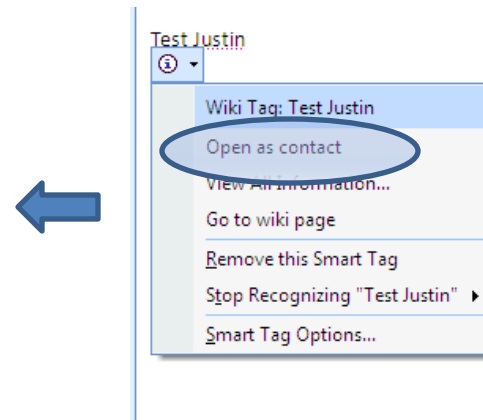 Test Justin
Wiki Tag: Test Justin
Open as contact
View All Information...
Go to wiki page
Remove this Smart Tag
Stop Recognizing "Test Justin"
Smart Tag Options...